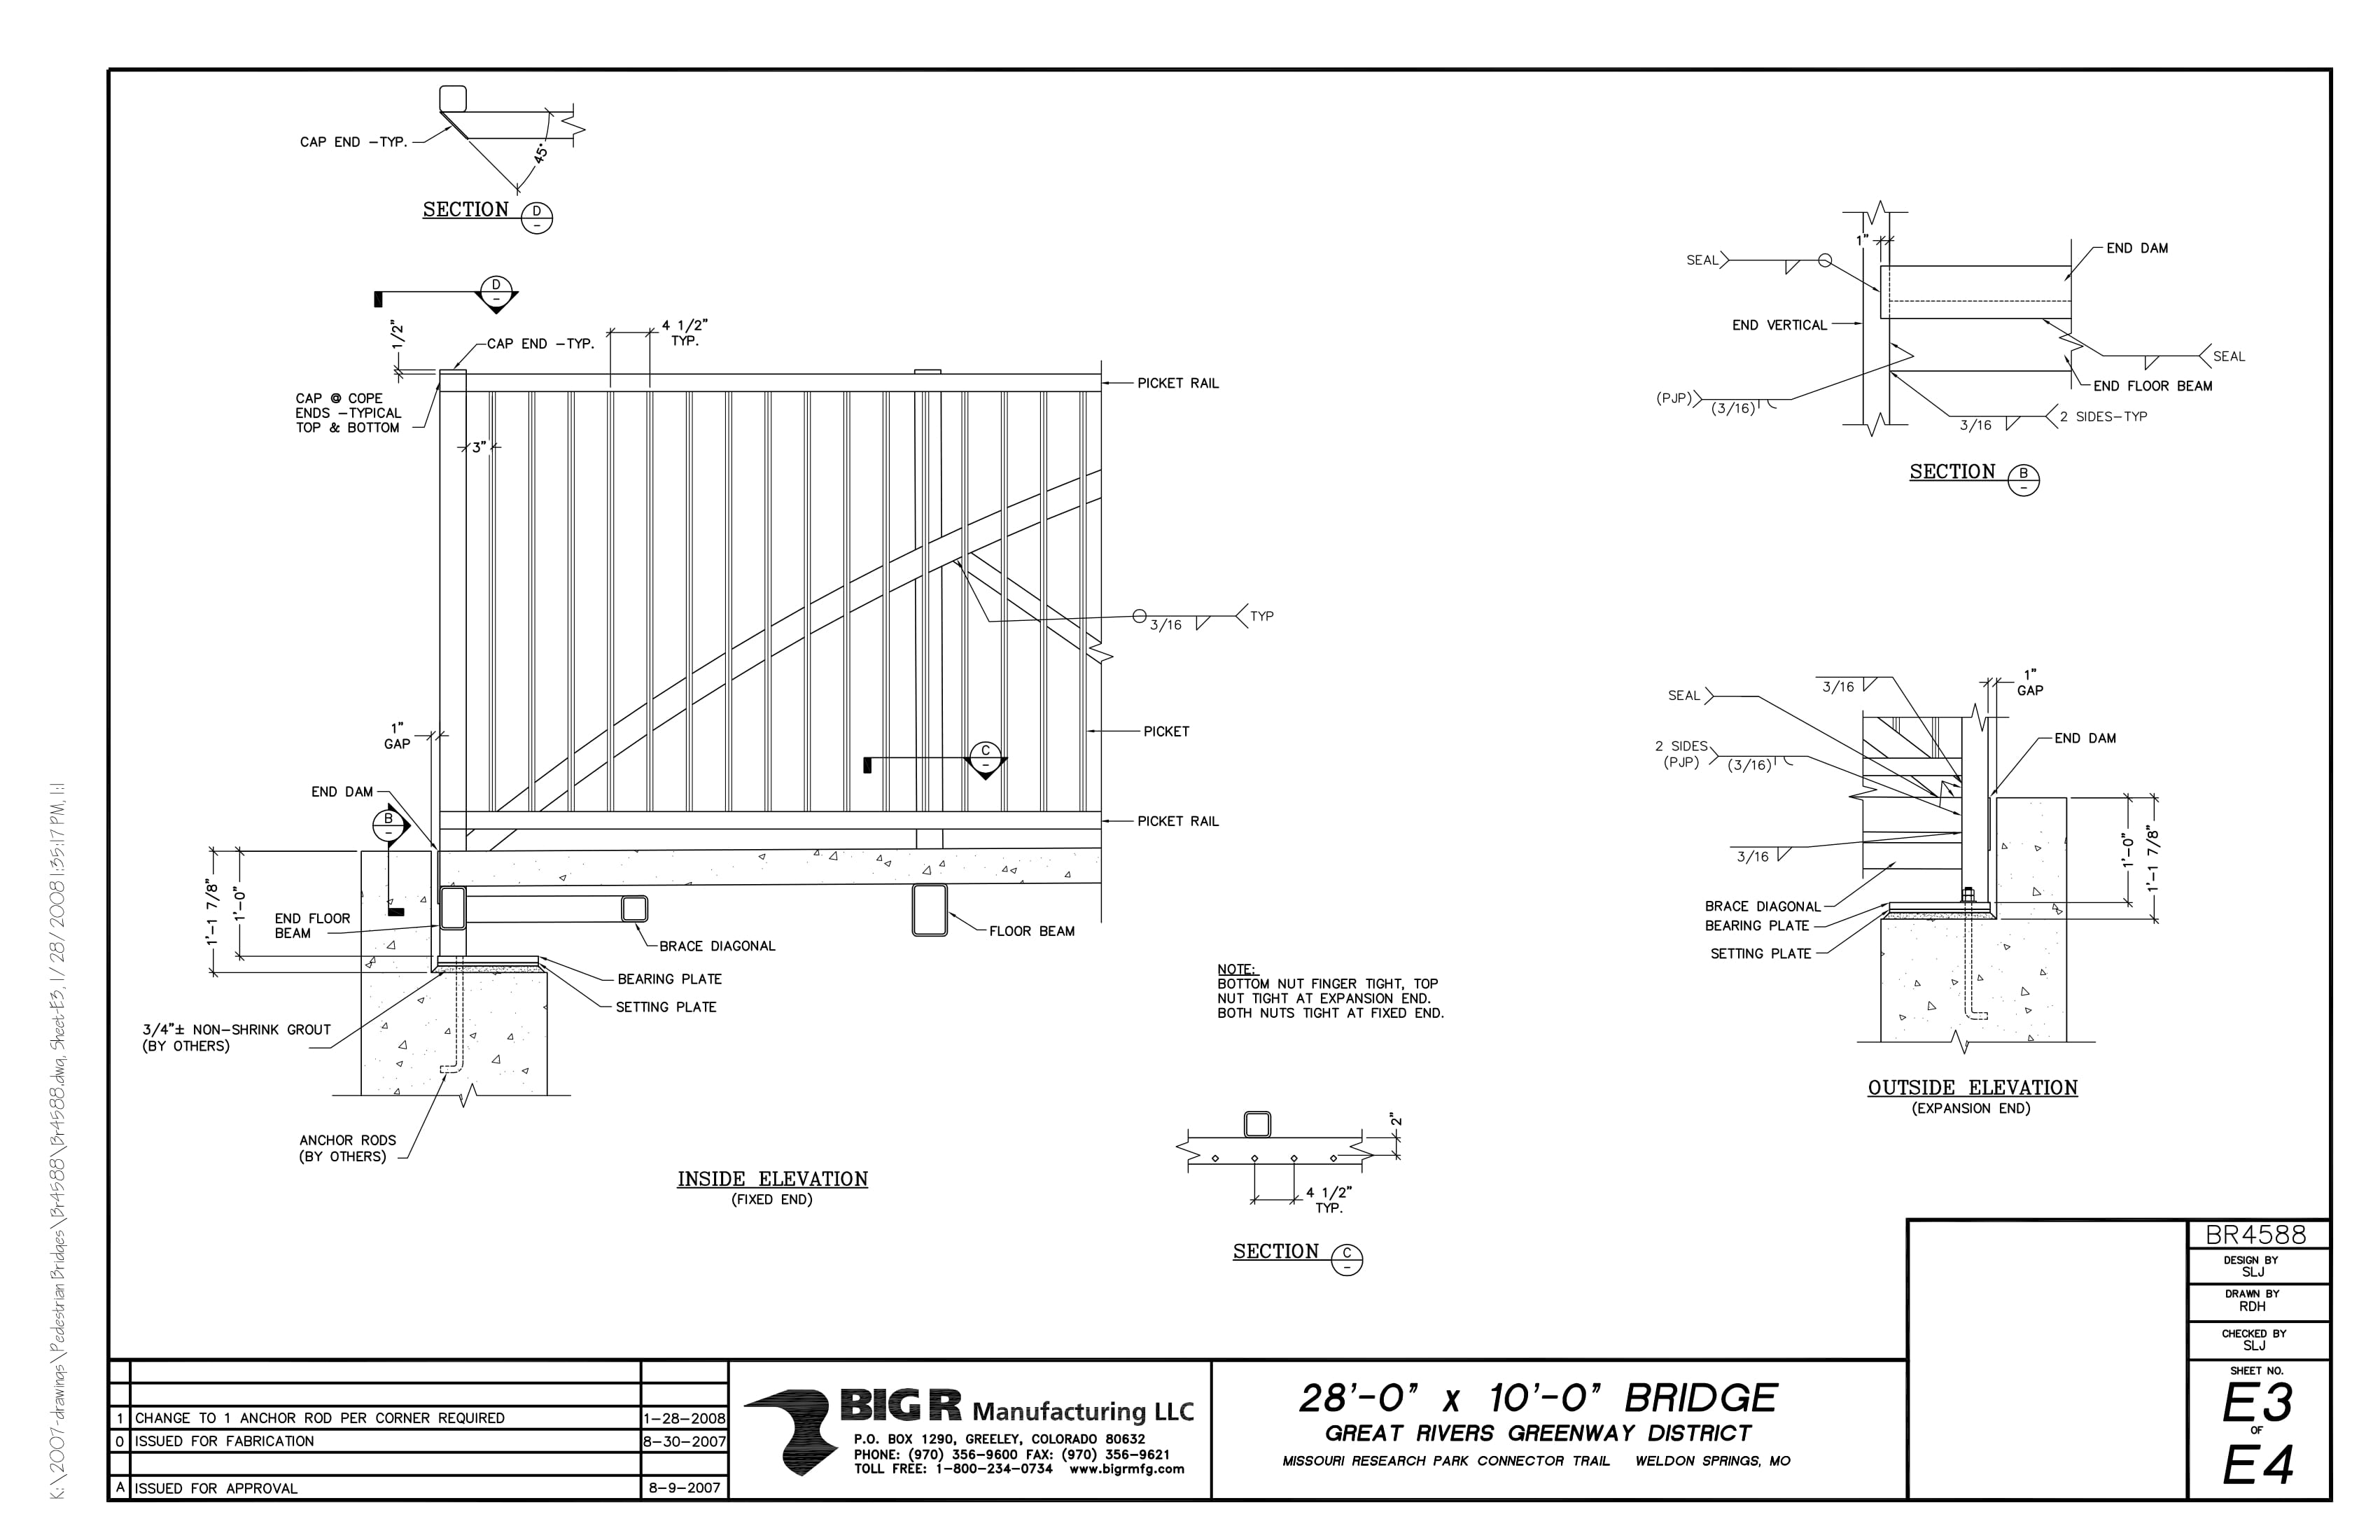 CAP END -TYP.
45°
SECTION D
-
D
-
1/2"
CAP END -TYP.
4 1/2"
TYP.
PICKET RAIL
CAP @ COPE
ENDS -TYPICAL
TOP & BOTTOM
3"
3/16 TYP
1"
GAP
PICKET
C
-
END DAM
B
-
PICKET RAIL
1'-1 7/8"
1'-0"
END FLOOR
BEAM
FLOOR BEAM
BRACE DIAGONAL
BEARING PLATE
SETTING PLATE
3/4"± NON-SHRINK GROUT
(BY OTHERS)
ANCHOR RODS
(BY OTHERS)
INSIDE ELEVATION
(FIXED END)
NOTE:
BOTTOM NUT FINGER TIGHT, TOP
NUT TIGHT AT EXPANSION END.
BOTH NUTS TIGHT AT FIXED END.
2"
4 1/2"
TYP.
SECTION C
-
1"
SEAL
END DAM
END VERTICAL
SEAL
END FLOOR BEAM
(PJP) (3/16)
3/16 2 SIDES-TYP
SECTION B
-
3/16
1"
GAP
SEAL
END DAM
2 SIDES
(PJP) (3/16)
3/16
1'-0"
1'-1 7/8"
BRACE DIAGONAL
BEARING PLATE
SETTING PLATE
OUTSIDE ELEVATION
(EXPANSION END)
K:\2007-drawings\Pedestrian Bridges\Br4588\Br4588.dwg, Sheet-E3, 1/28/2008 1:35:17 PM, 1:1
1 CHANGE TO 1 ANCHOR ROD PER CORNER REQUIRED 1-28-2008
0 ISSUED FOR FABRICATION 8-30-2007
A ISSUED FOR APPROVAL 8-9-2007
BIG R Manufacturing LLC
P.O. BOX 1290, GREELEY, COLORADO 80632
PHONE: (970) 356-9600 FAX: (970) 356-9621
TOLL FREE: 1-800-234-0734 www.bigrmfg.com
28'-0" x 10'-0" BRIDGE
GREAT RIVERS GREENWAY DISTRICT
MISSOURI RESEARCH PARK CONNECTOR TRAIL WELDON SPRINGS, MO
BR4588
DESIGN BY
SLJ
DRAWN BY
RDH
CHECKED BY
SLJ
SHEET NO.
E3
OF
E4